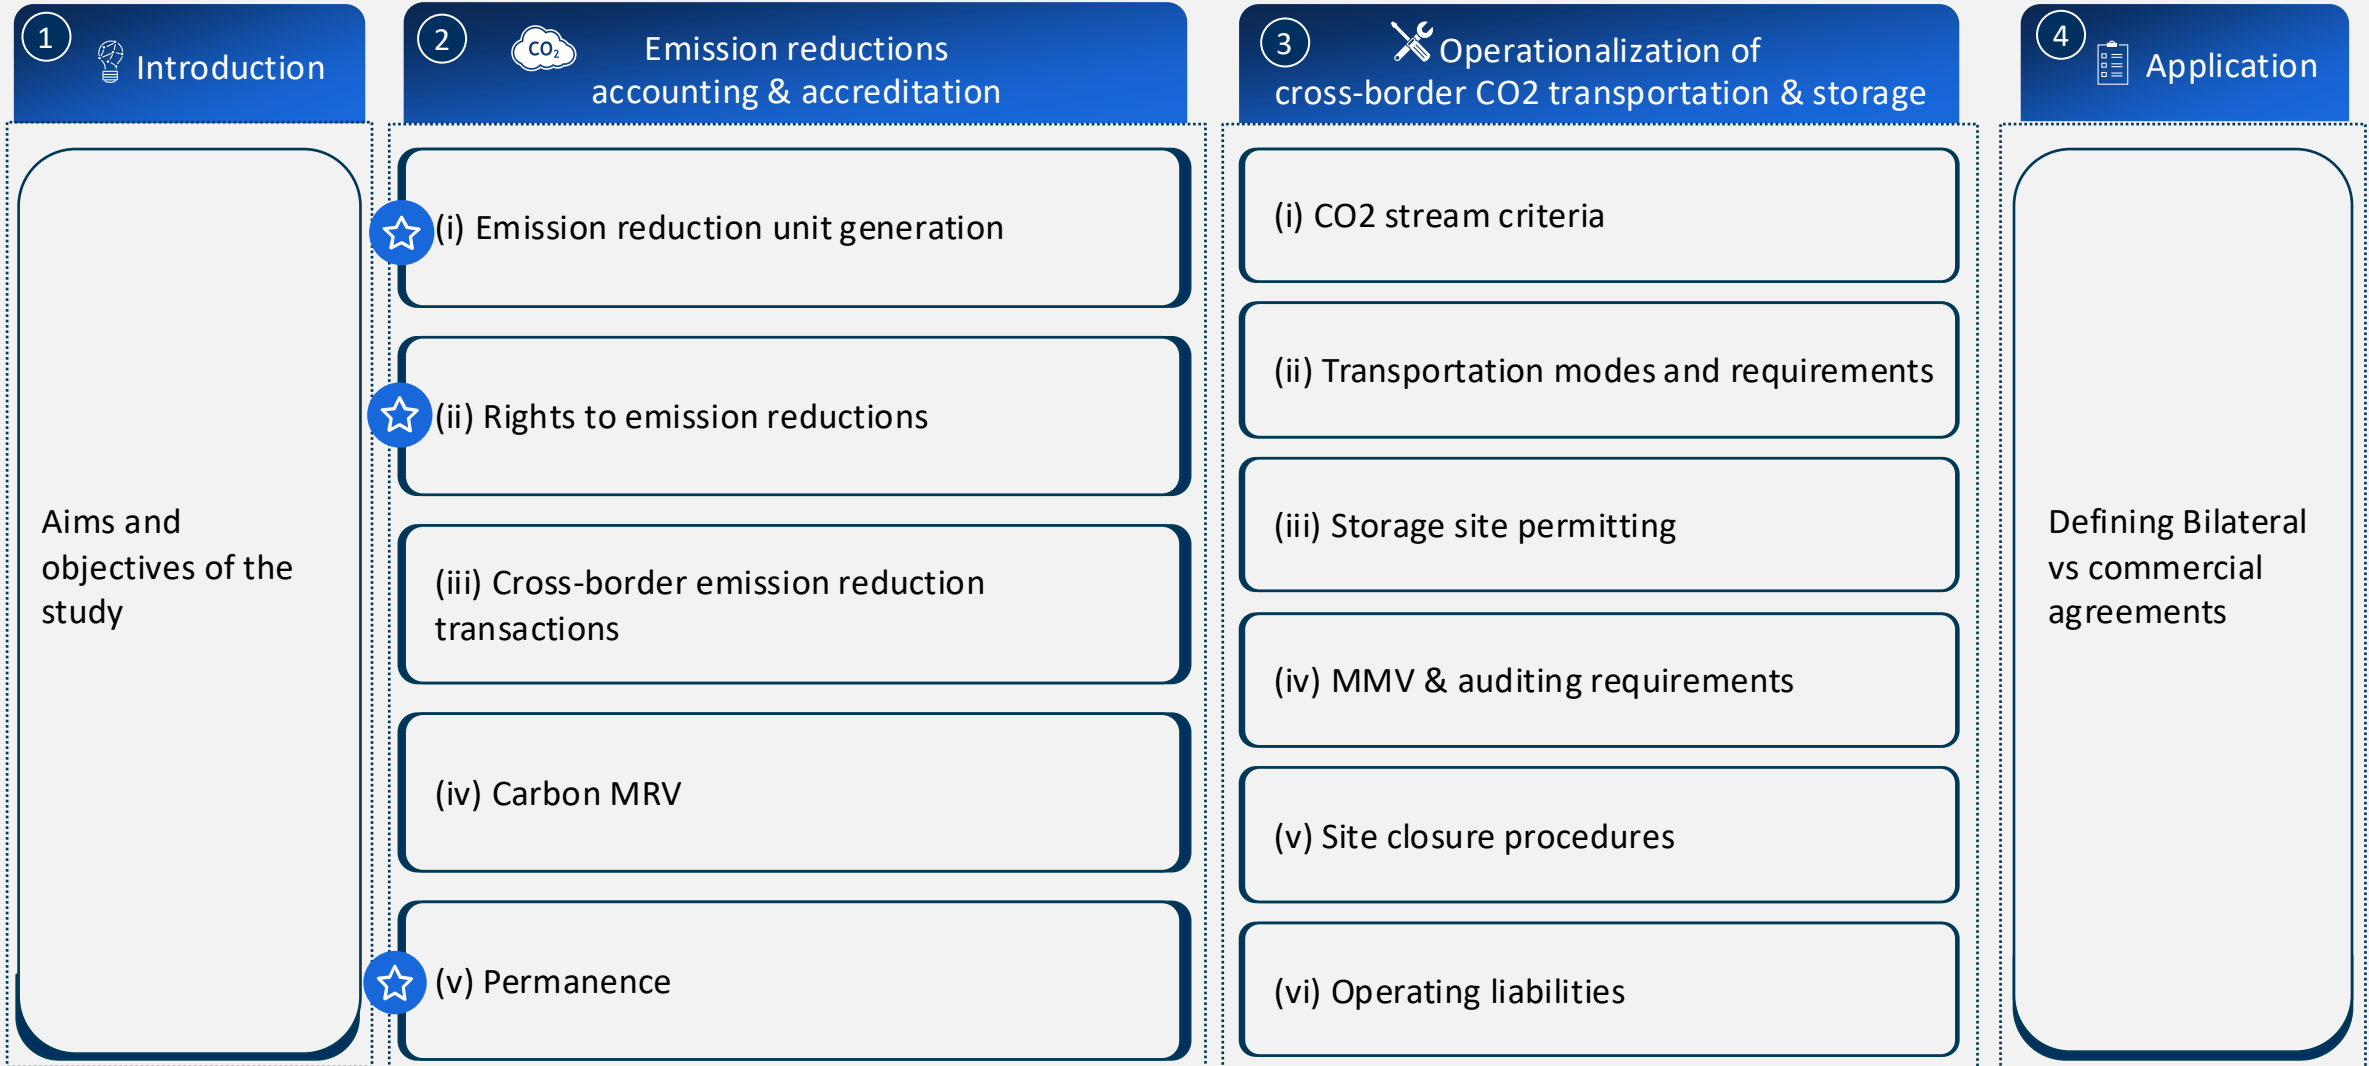 1
Introduction
Aims and
objectives of the
study
2
CO₂
Emission reductions
accounting & accreditation
(i) Emission reduction unit generation
(ii) Rights to emission reductions
(iii) Cross-border emission reduction
transactions
(iv) Carbon MRV
(v) Permanence
3
Operationalization of
cross-border CO2 transportation & storage
(i) CO2 stream criteria
(ii) Transportation modes and requirements
(iii) Storage site permitting
(iv) MMV & auditing requirements
(v) Site closure procedures
(vi) Operating liabilities
4
Application
Defining Bilateral
vs commercial
agreements